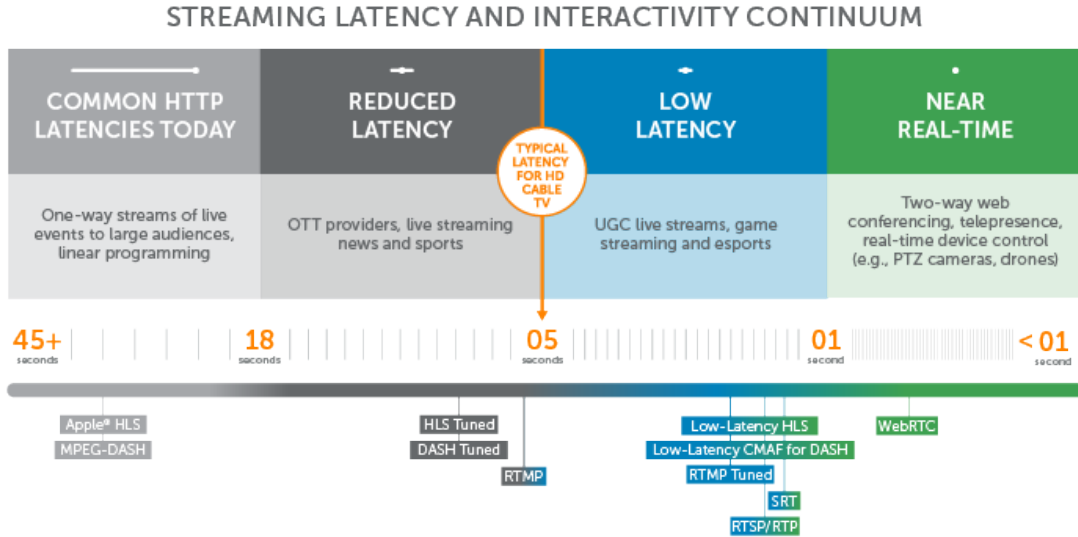 STREAMING LATENCY AND INTERACTIVITY CONTINUUM
COMMON HTTP
LATENCIES TODAY
REDUCED
LATENCY
LOW
LATENCY
NEAR
REAL-TIME
TYPICAL
LATENCY
FOR HD
CABLE
TV
One-way streams of live
events to large audiences,
linear programming
OTT providers, live streaming
news and sports
UGC live streams, game
streaming and esports
Two-way web
conferencing, telepresence,
real-time device control
(e.g., PTZ cameras, drones)
45+
seconds
18
seconds
05
seconds
01
second
< 01
second
Apple® HLS
MPEG-DASH
HLS Tuned
DASH Tuned
RTMP
Low-Latency HLS
Low-Latency CMAF for DASH
RTMP Tuned
SRT
RTSP/RTP
WebRTC